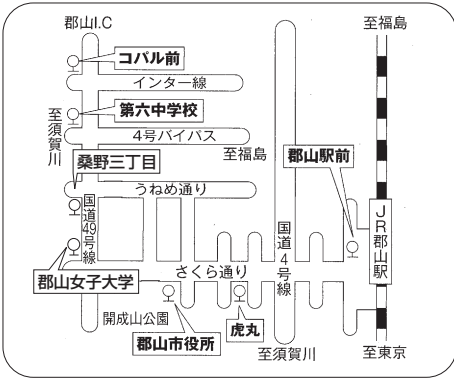 郡山I.C
至福島
コパル前
インター線
第六中学校
至須賀川
4号バイパス
至福島
郡山駅前
桑野三丁目
うねめ通り
国道49号線
国道4号線
JR郡山駅
さくら通り
郡山女子大学
開成山公園
郡山市役所
虎丸
至須賀川
至東京